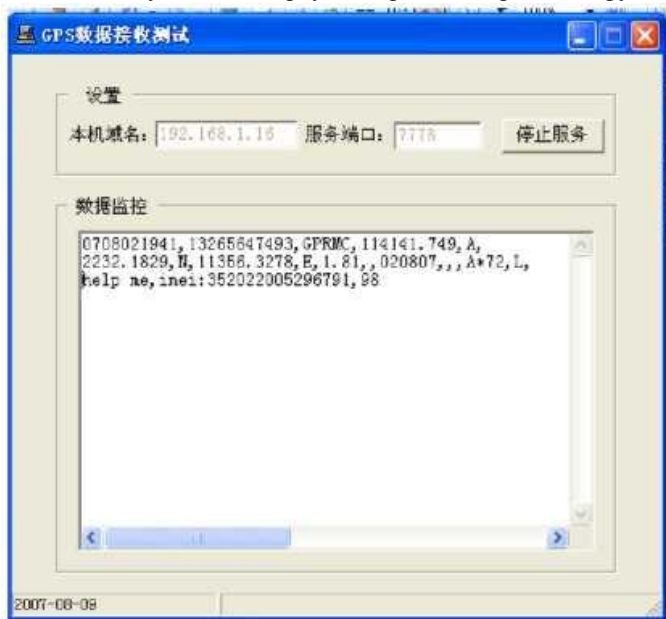 GPS数据接收测试
设置
本机域名: 192.168.1.16 服务端口: 7778 停止服务
数据监控
0708021941,13265647493,GPRMC,114141.749,A,
2232.1829,N,11356.3278,E,1.81,,020807,,,A*72,L,
help me,imei:352022005296791,98
2007-08-09